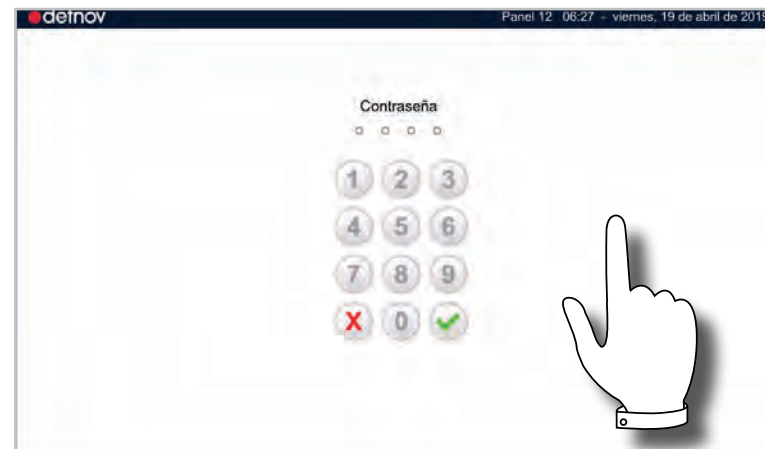 detnov
Panel 12 06:27 - viernes, 19 de abril de 2019
Contraseña
1 2 3
4 5 6
7 8 9
X 0